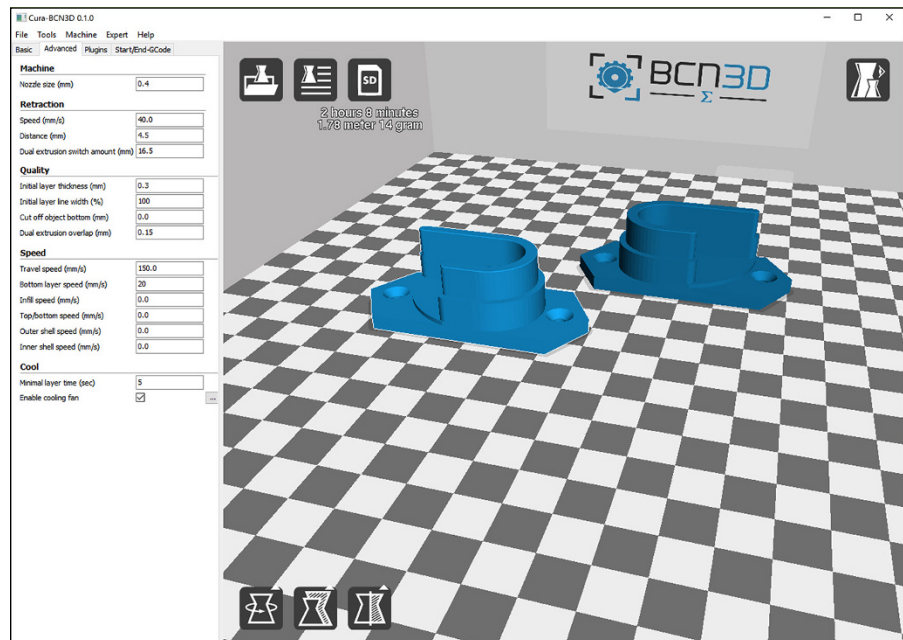 Cura-BCN3D 0.1.0
File Tools Machine Expert Help
Basic Advanced Plugins Start/End-GCode
Machine
Nozzle size (mm) 0.4
Retraction
Speed (mm/s) 40.0
Distance (mm) 4.5
Dual extrusion switch amount (mm) 16.5
Quality
Initial layer thickness (mm) 0.3
Initial layer line width (%) 100
Cut off object bottom (mm) 0.0
Dual extrusion overlap (mm) 0.15
Speed
Travel speed (mm/s) 150.0
Bottom layer speed (mm/s) 20
Infill speed (mm/s) 0.0
Top/bottom speed (mm/s) 0.0
Outer shell speed (mm/s) 0.0
Inner shell speed (mm/s) 0.0
Cool
Minimal layer time (sec) 5
Enable cooling fan ...
SD
2 hours 8 minutes
1.78 meter 14 gram
BCN3D
Σ